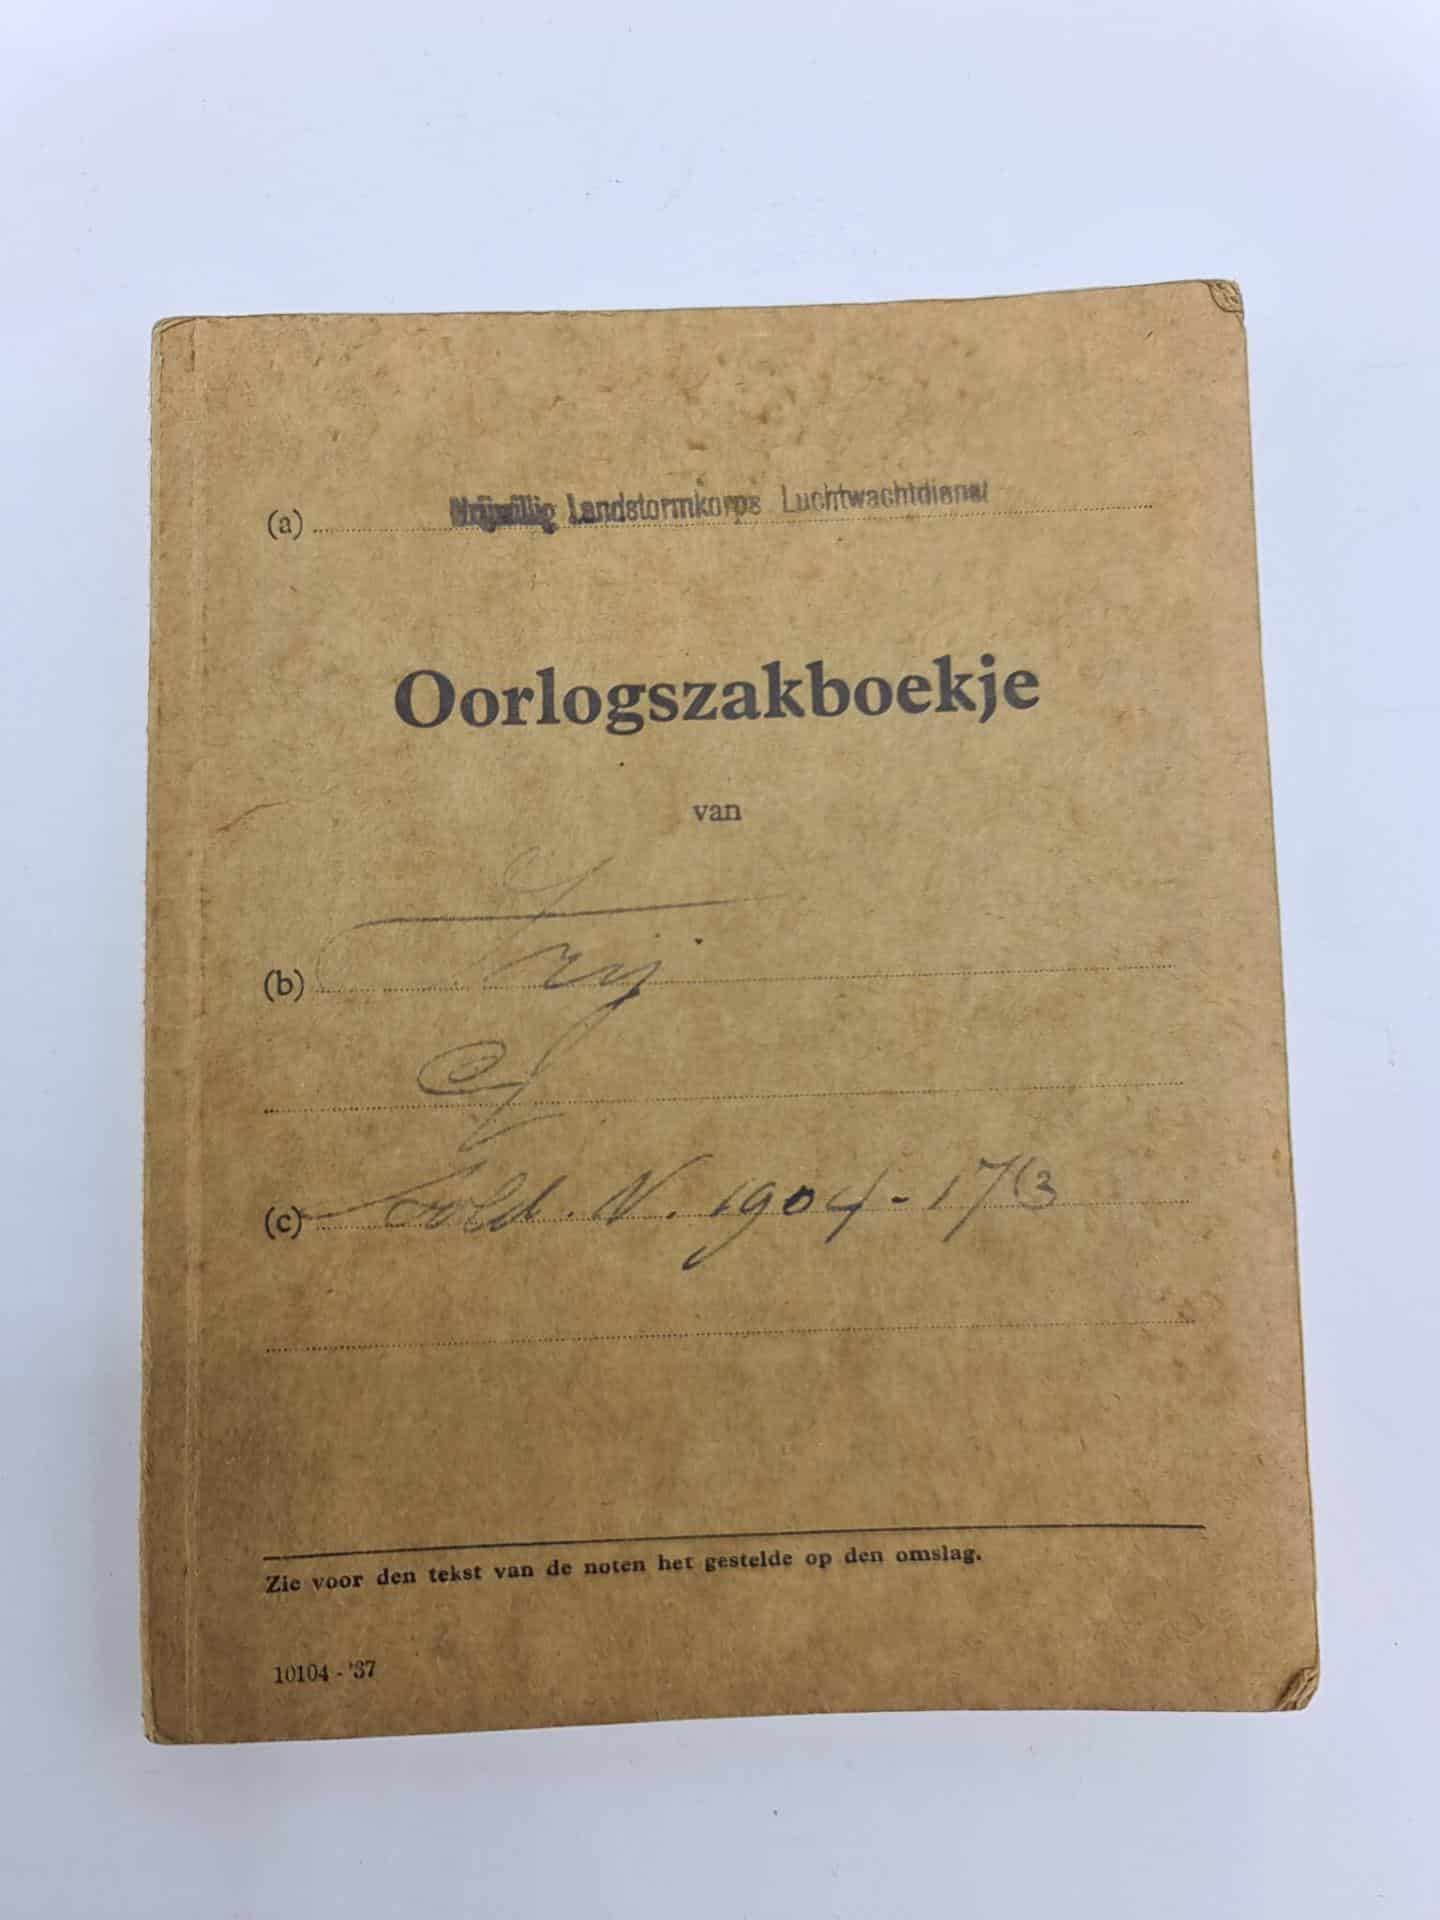 (a) Vrijwillig Landstormkorps Luchtwachtdienst
Oorlogszakboekje
van
(b)
(c) Sold. N. 1904 - 173
Zie voor den tekst van de noten het gestelde op den omslag.
10104 - '37